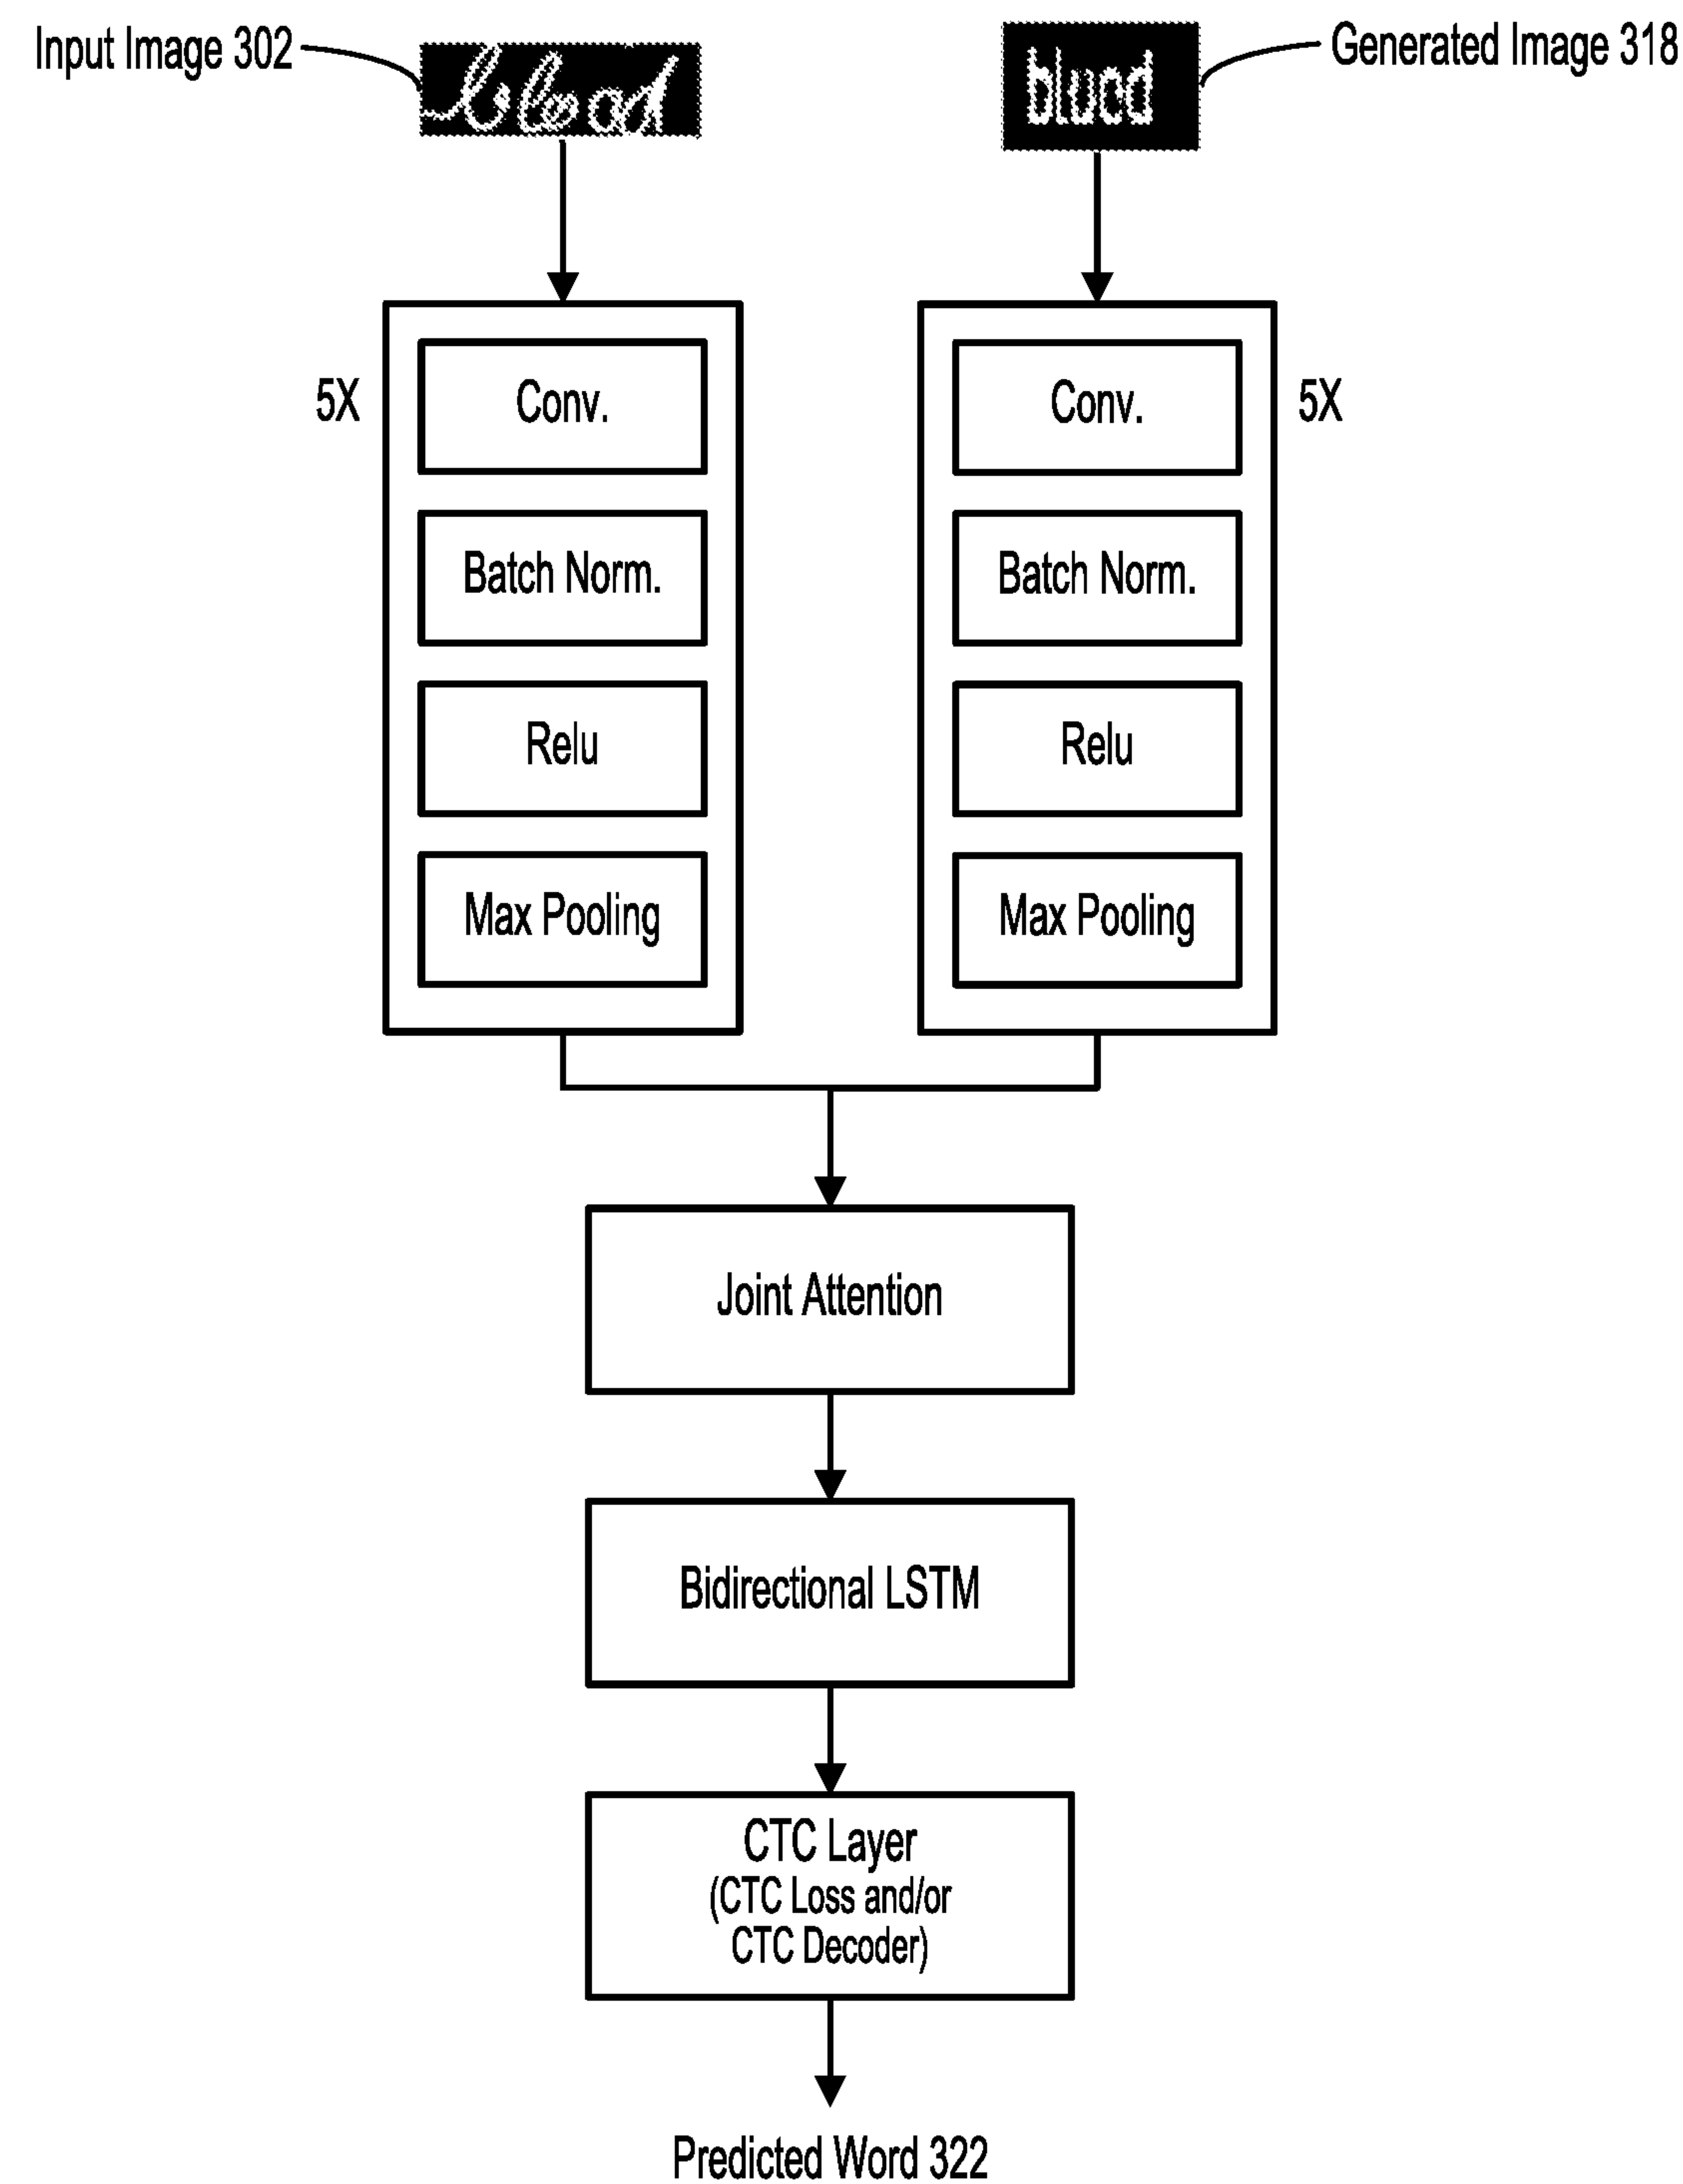 Input Image 302
Generated Image 318
blucd
5X
Conv.
Batch Norm.
Relu
Max Pooling
Conv.
Batch Norm.
Relu
Max Pooling
5X
Joint Attention
Bidirectional LSTM
CTC Layer
(CTC Loss and/or
CTC Decoder)
Predicted Word 322